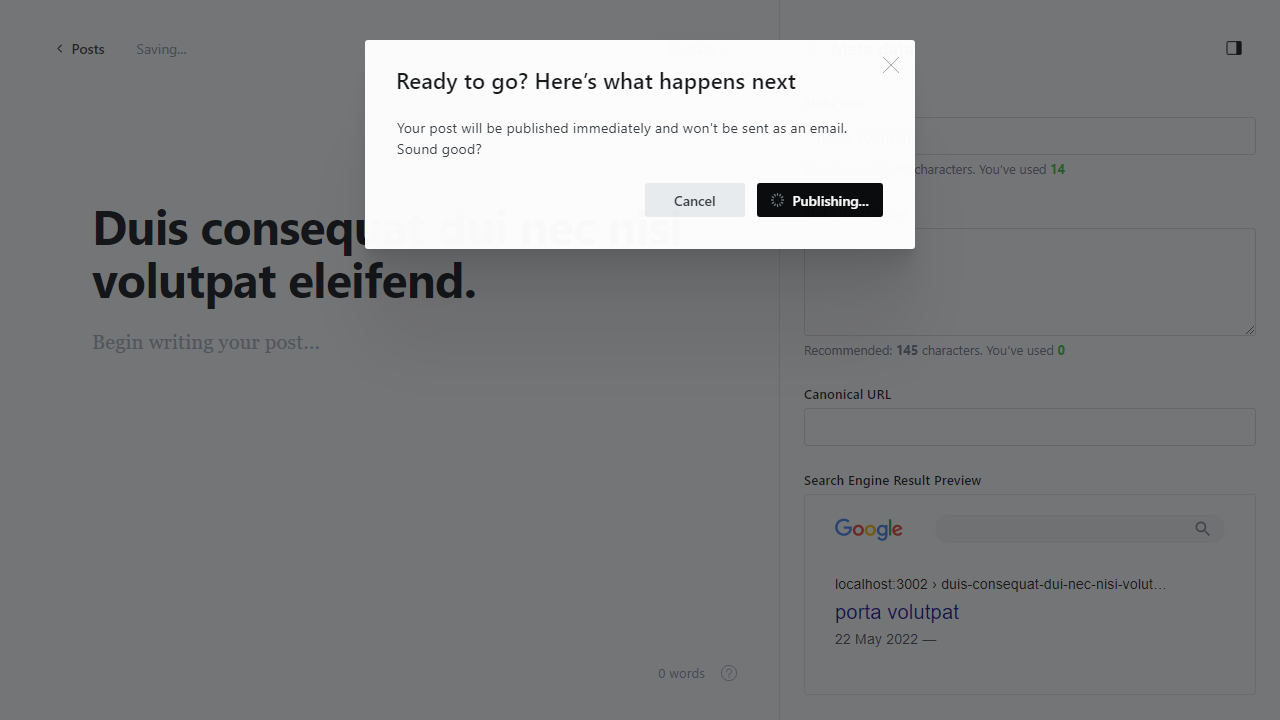 Posts
Saving...
Ready to go? Here's what happens next
Your post will be published immediately and won't be sent as an email.
Sound good?
Cancel
Publishing...
Duis consequat dui nec nisi
volutpat eleifend.
Begin writing your post...
0 words
characters. You've used 14
Recommended: 145 characters. You've used 0
Canonical URL
Search Engine Result Preview
Google
localhost:3002 › duis-consequat-dui-nec-nisi-volut...
porta volutpat
22 May 2022 —